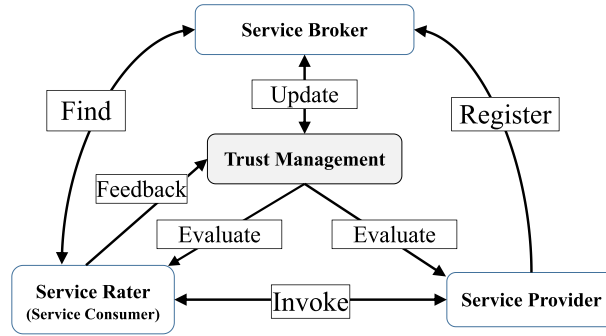 Service Broker
Update
Find
Register
Trust Management
Feedback
Evaluate
Evaluate
Service Rater
(Service Consumer)
Invoke
Service Provider